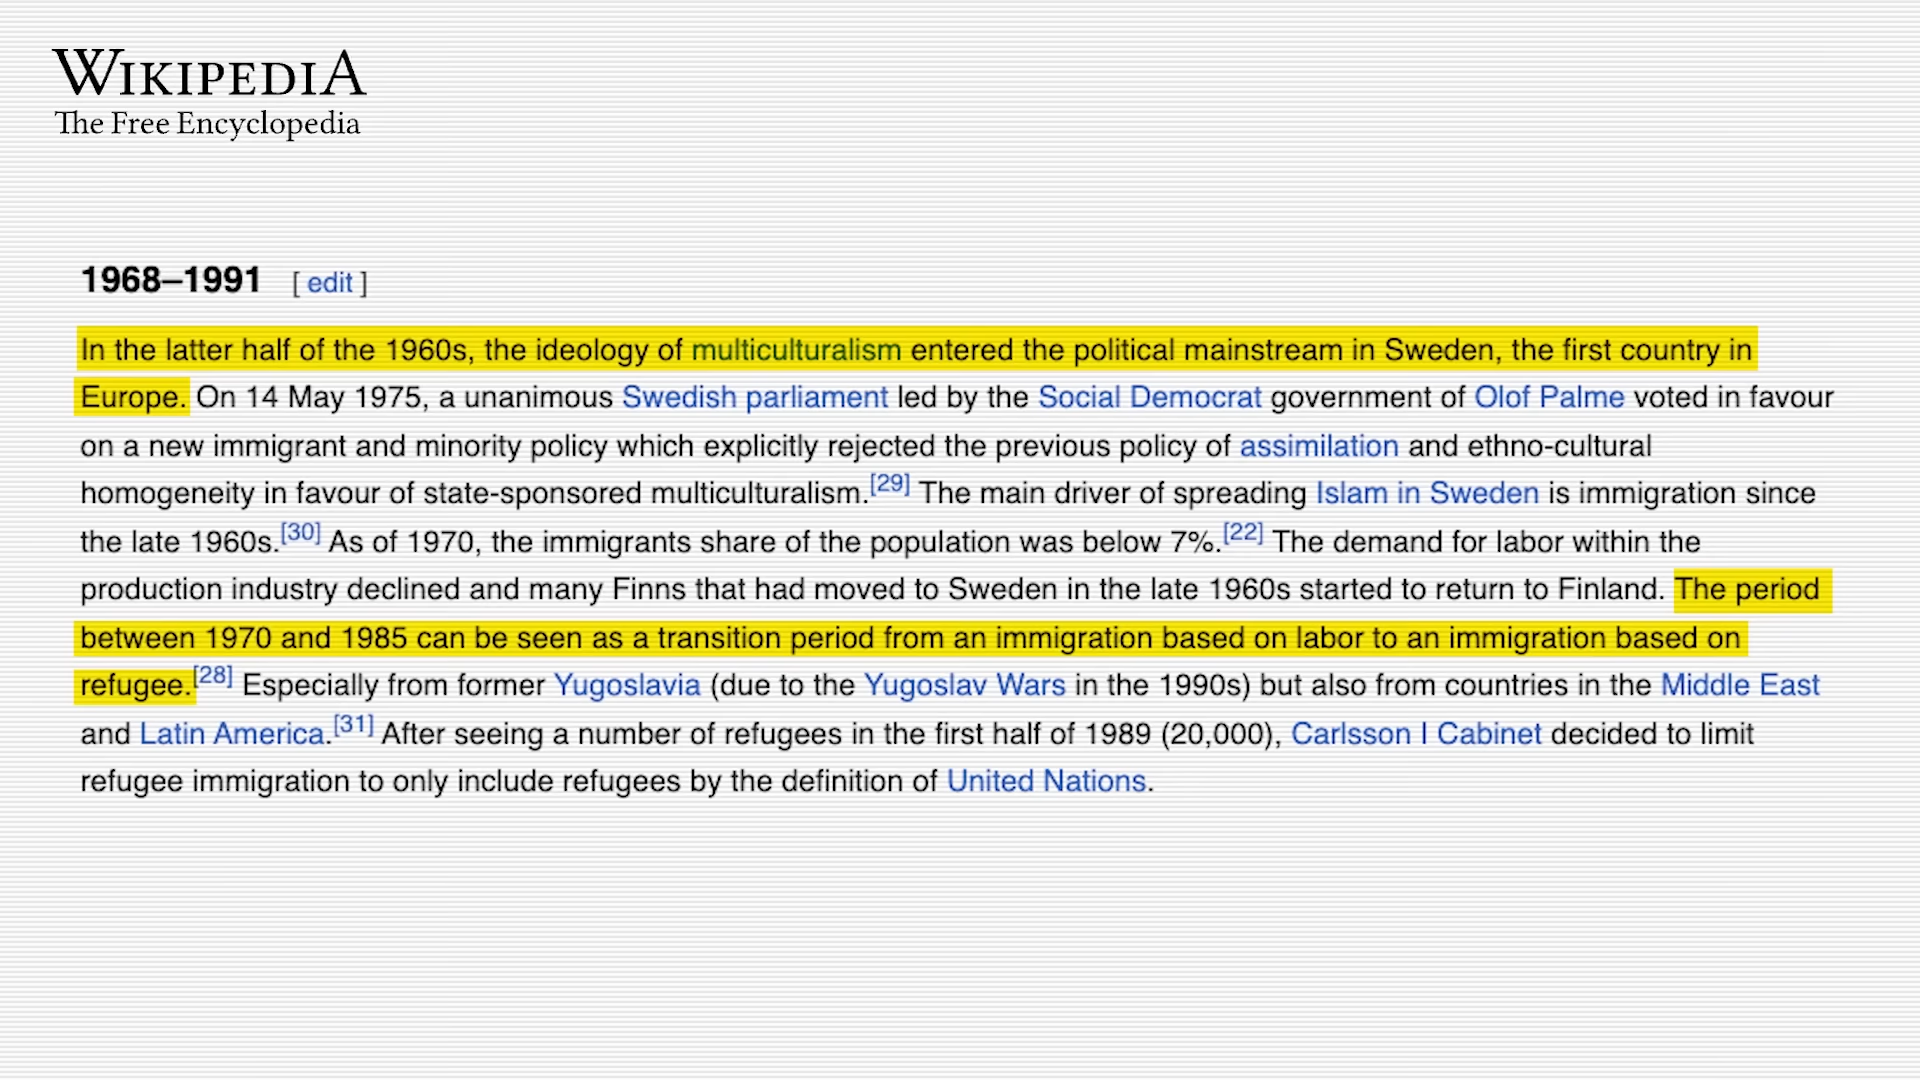 WIKIPEDIA
The Free Encyclopedia
1968–1991 [ edit ]
In the latter half of the 1960s, the ideology of multiculturalism entered the political mainstream in Sweden, the first country in
Europe. On 14 May 1975, a unanimous Swedish parliament led by the Social Democrat government of Olof Palme voted in favour
on a new immigrant and minority policy which explicitly rejected the previous policy of assimilation and ethno-cultural
homogeneity in favour of state-sponsored multiculturalism.[29] The main driver of spreading Islam in Sweden is immigration since
the late 1960s.[30] As of 1970, the immigrants share of the population was below 7%.[22] The demand for labor within the
production industry declined and many Finns that had moved to Sweden in the late 1960s started to return to Finland. The period
between 1970 and 1985 can be seen as a transition period from an immigration based on labor to an immigration based on
refugee.[28] Especially from former Yugoslavia (due to the Yugoslav Wars in the 1990s) but also from countries in the Middle East
and Latin America.[31] After seeing a number of refugees in the first half of 1989 (20,000), Carlsson I Cabinet decided to limit
refugee immigration to only include refugees by the definition of United Nations.